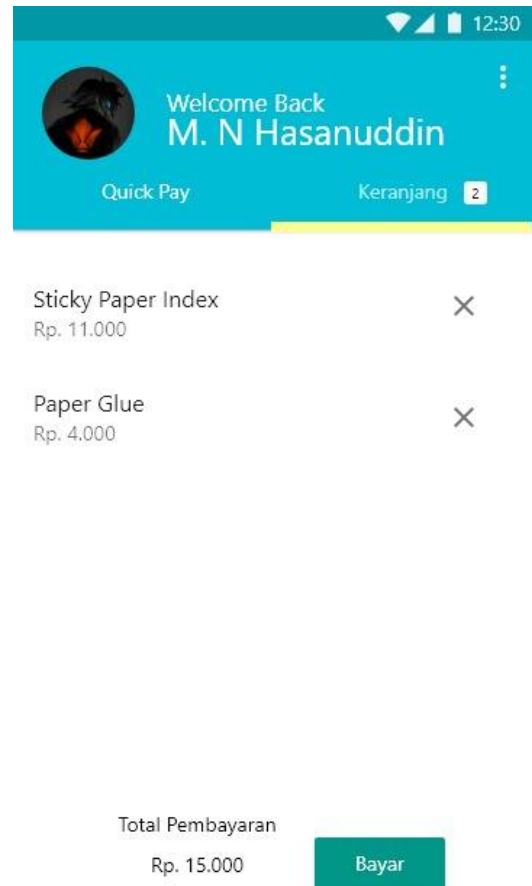 12:30
Welcome Back
M. N Hasanuddin
Quick Pay
Keranjang 2
Sticky Paper Index
Rp. 11.000
Paper Glue
Rp. 4.000
Total Pembayaran
Rp. 15.000
Bayar